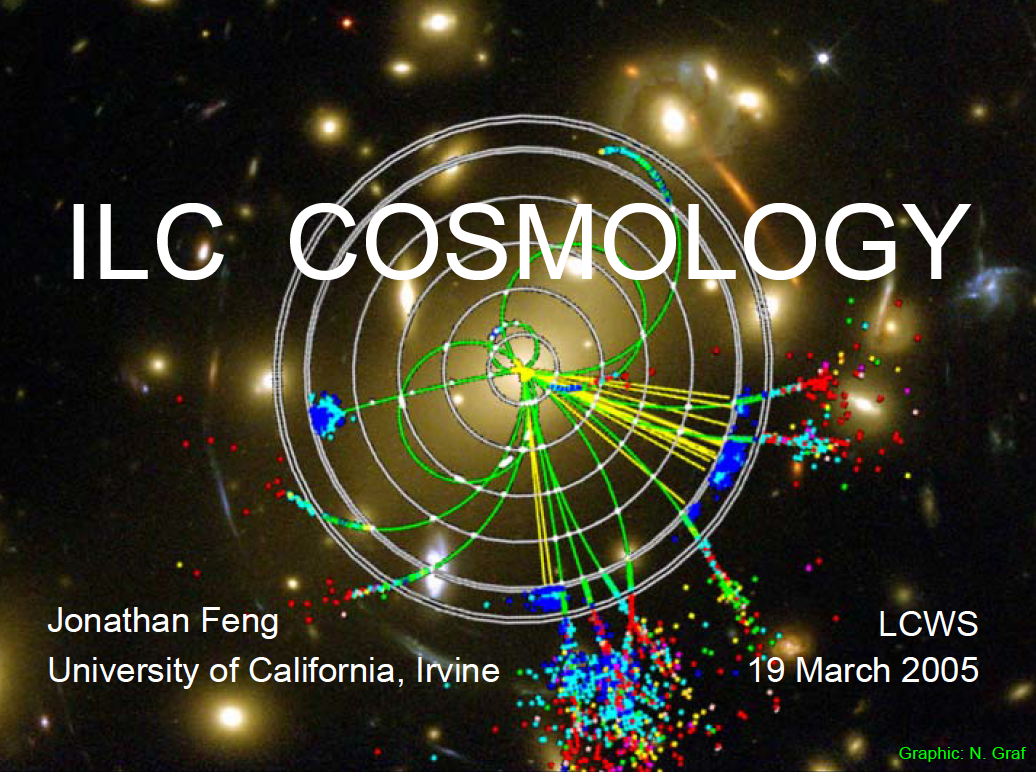 ILC COSMOLOGY
Jonathan Feng
University of California, Irvine
LCWS
19 March 2005
Graphic: N. Graf